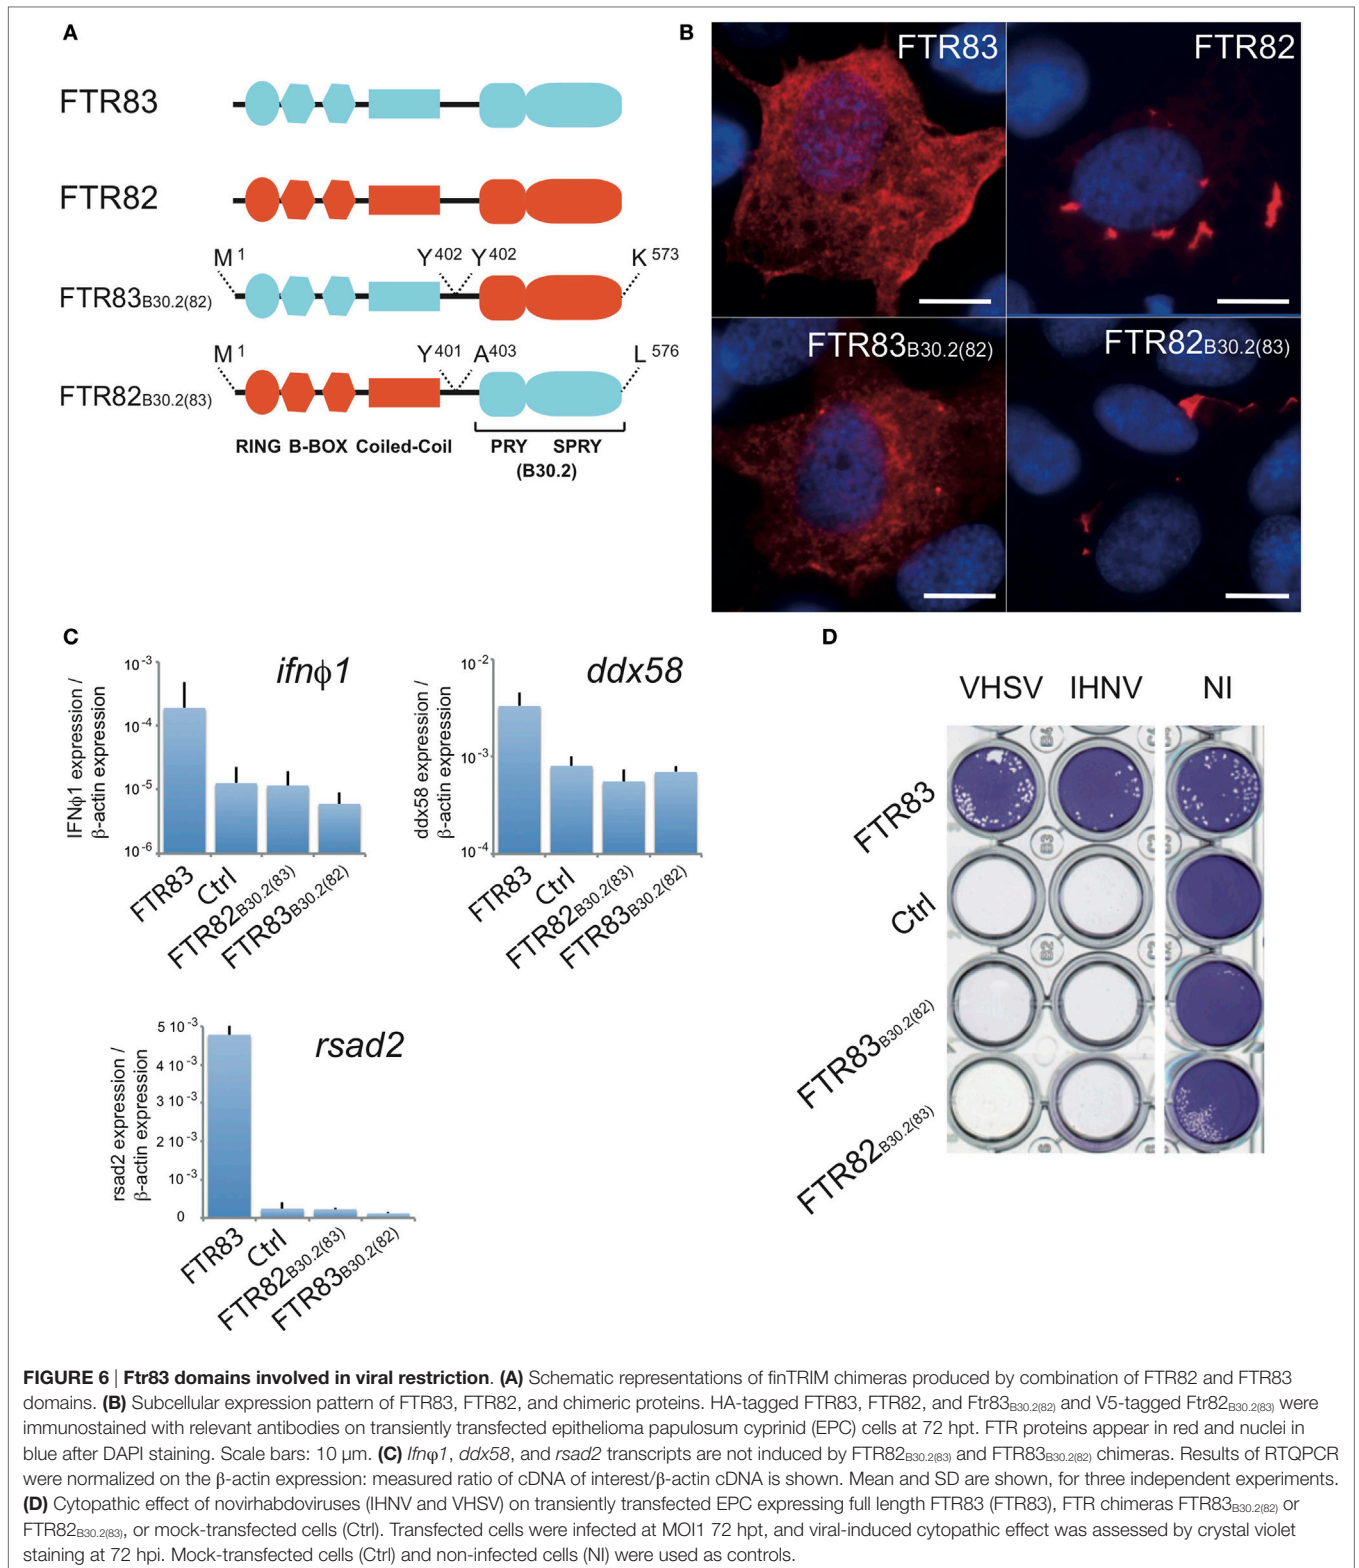 A
FTR83
FTR82
M1 Y402 Y402 K573
FTR83B30.2(82)
M1 Y401 A403 L576
FTR82B30.2(83)
RING B-BOX Coiled-Coil PRY SPRY
(B30.2)
B
FTR83
FTR82
FTR83B30.2(82)
FTR82B30.2(83)
C
ifnϕ1
IFNϕ1 expression /
β-actin expression
10-3
10-4
10-5
10-6
FTR83
Ctrl
FTR82B30.2(83)
FTR83B30.2(82)
ddx58
ddx58 expression /
β-actin expression
10-2
10-3
10-4
FTR83
Ctrl
FTR82B30.2(83)
FTR83B30.2(82)
rsad2
rsad2 expression /
β-actin expression
5 10-3
4 10-3
3 10-3
2 10-3
10-3
0
FTR83
Ctrl
FTR82B30.2(83)
FTR83B30.2(82)
D
VHSV IHNV NI
FTR83
Ctrl
FTR83B30.2(82)
FTR82B30.2(83)
B3
B2
FIGURE 6 | Ftr83 domains involved in viral restriction. (A) Schematic representations of finTRIM chimeras produced by combination of FTR82 and FTR83
domains. (B) Subcellular expression pattern of FTR83, FTR82, and chimeric proteins. HA-tagged FTR83, FTR82, and Ftr83B30.2(82) and V5-tagged Ftr82B30.2(83) were
immunostained with relevant antibodies on transiently transfected epithelioma papulosum cyprinid (EPC) cells at 72 hpt. FTR proteins appear in red and nuclei in
blue after DAPI staining. Scale bars: 10 µm. (C) Ifnφ1, ddx58, and rsad2 transcripts are not induced by FTR82B30.2(83) and FTR83B30.2(82) chimeras. Results of RTQPCR
were normalized on the β-actin expression: measured ratio of cDNA of interest/β-actin cDNA is shown. Mean and SD are shown, for three independent experiments.
(D) Cytopathic effect of novirhabdoviruses (IHNV and VHSV) on transiently transfected EPC expressing full length FTR83 (FTR83), FTR chimeras FTR83B30.2(82) or
FTR82B30.2(83), or mock-transfected cells (Ctrl). Transfected cells were infected at MOI1 72 hpt, and viral-induced cytopathic effect was assessed by crystal violet
staining at 72 hpi. Mock-transfected cells (Ctrl) and non-infected cells (NI) were used as controls.